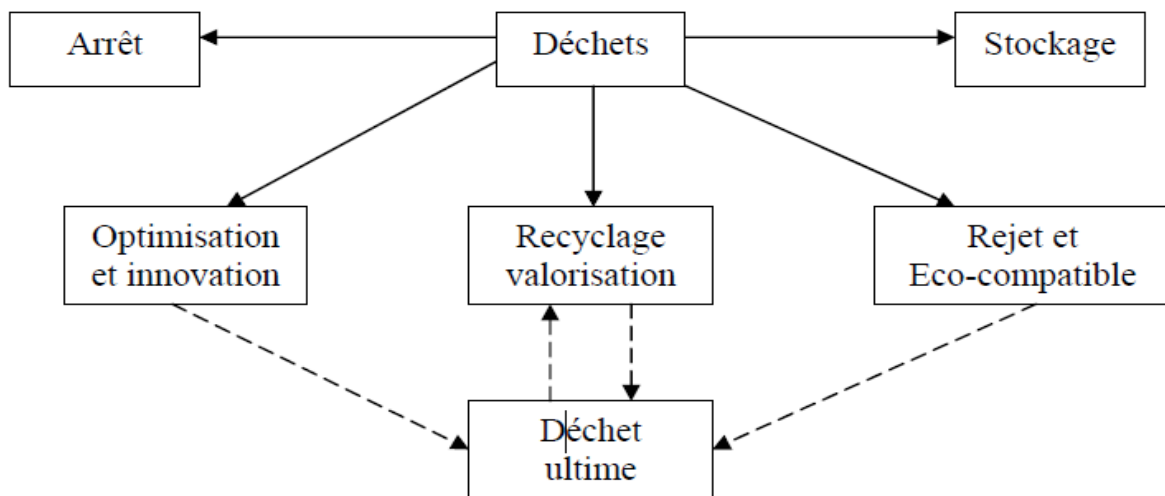 Arrêt
Déchets
Stockage
Optimisation
et innovation
Recyclage
valorisation
Rejet et
Eco-compatible
Déchet
ultime